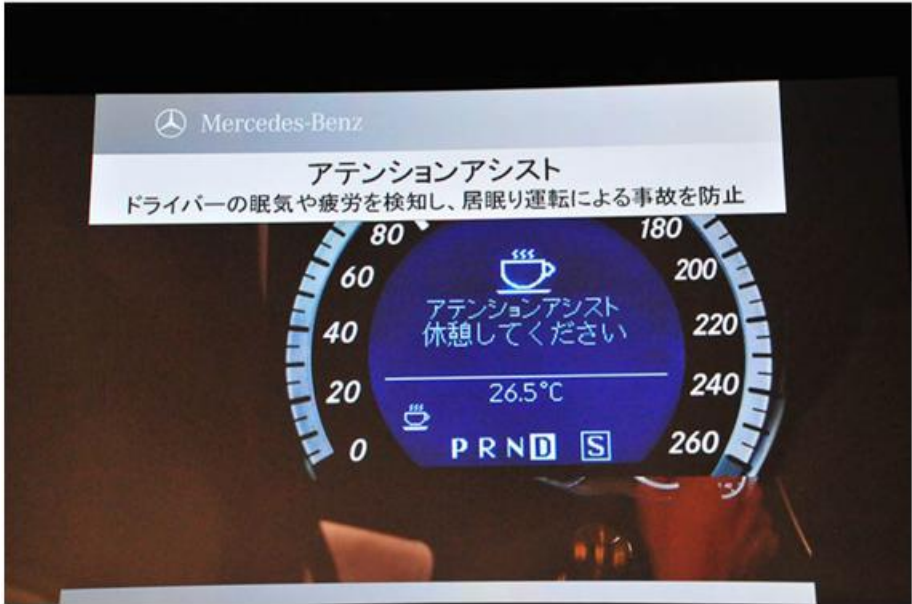 Mercedes-Benz
アテンションアシスト
ドライバーの眠気や疲労を検知し、居眠り運転による事故を防止
80
180
60
200
アテンションアシスト
40
休憩してください
220
20
26.5°C
240
0
P R N D S
260